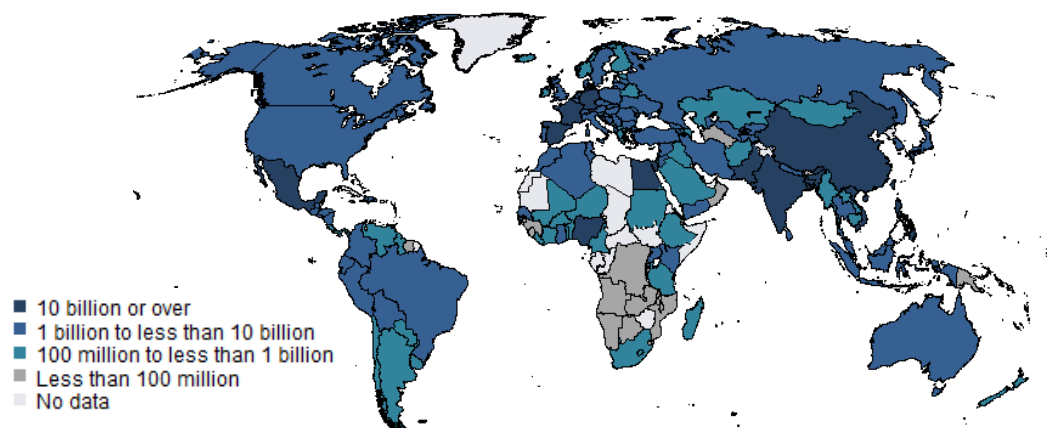 10 billion or over
1 billion to less than 10 billion
100 million to less than 1 billion
Less than 100 million
No data